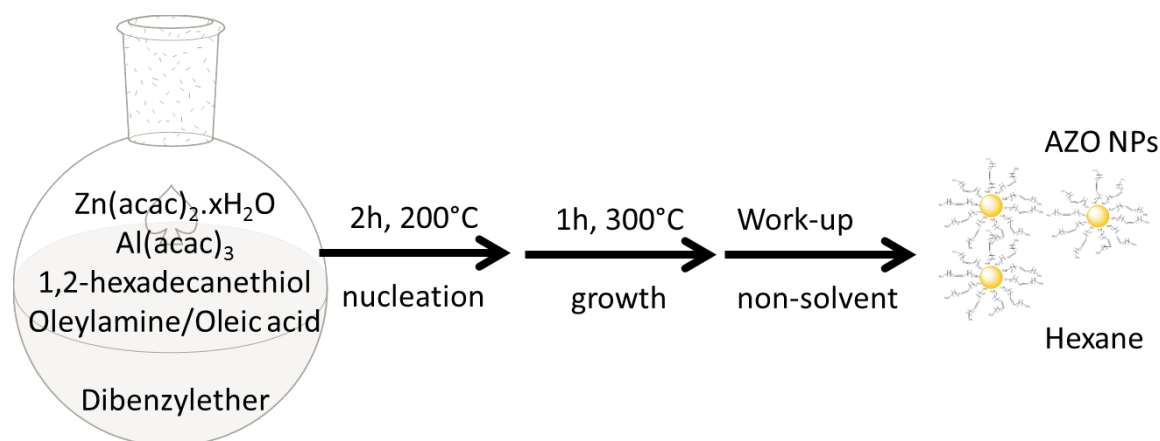 Zn(acac)₂.xH₂O
Al(acac)₃
1,2-hexadecanethiol
Oleylamine/Oleic acid
Dibenzylether
2h, 200°C
nucleation
1h, 300°C
growth
Work-up
non-solvent
AZO NPs
Hexane